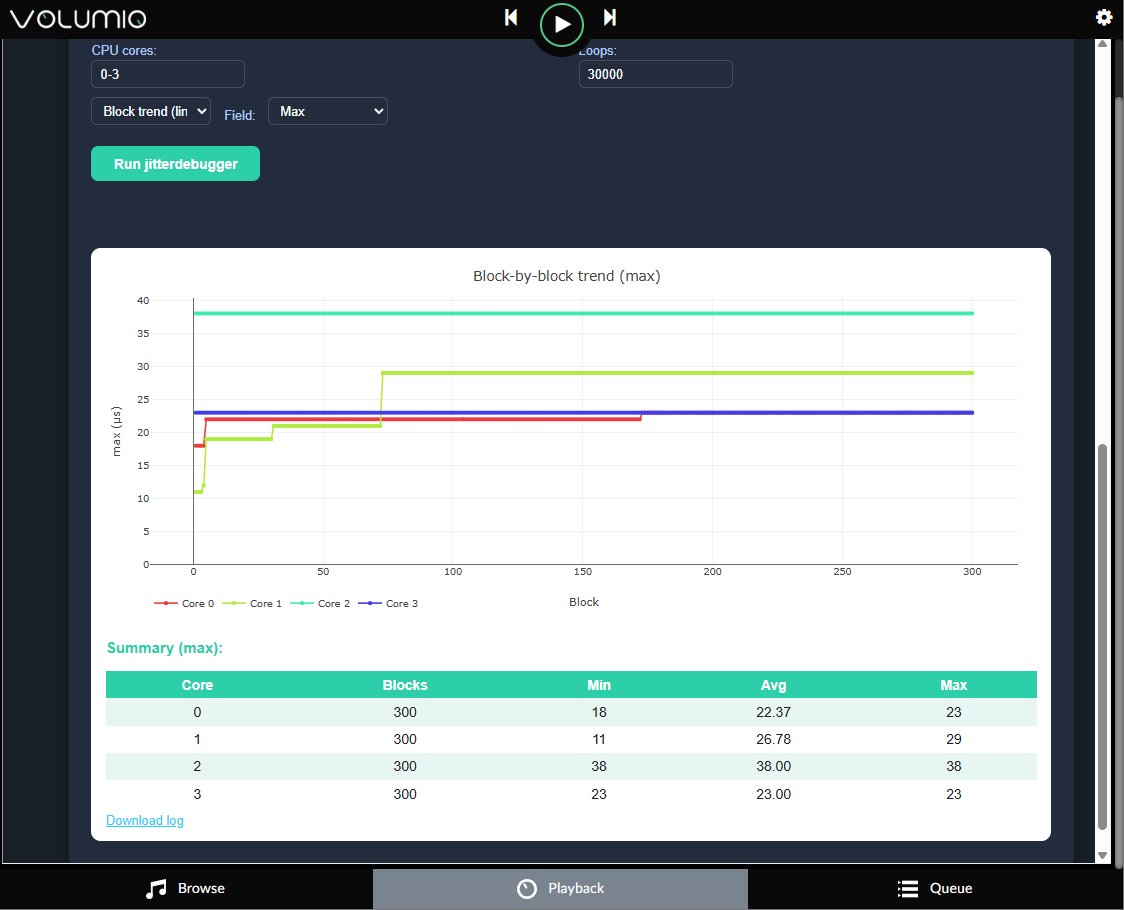 VOLUMIO
CPU cores:
Loops:
0-3
30000
Block trend (lin
Field:
Max
Run jitterdebugger
Block-by-block trend (max)
40
35
30
25
20
15
10
5
0
max (µs)
0 50 100 150 200 250 300
Block
Core 0 Core 1 Core 2 Core 3
Summary (max):
Core Blocks Min Avg Max
0 300 18 22.37 23
1 300 11 26.78 29
2 300 38 38.00 38
3 300 23 23.00 23
Download log
Browse
Playback
Queue